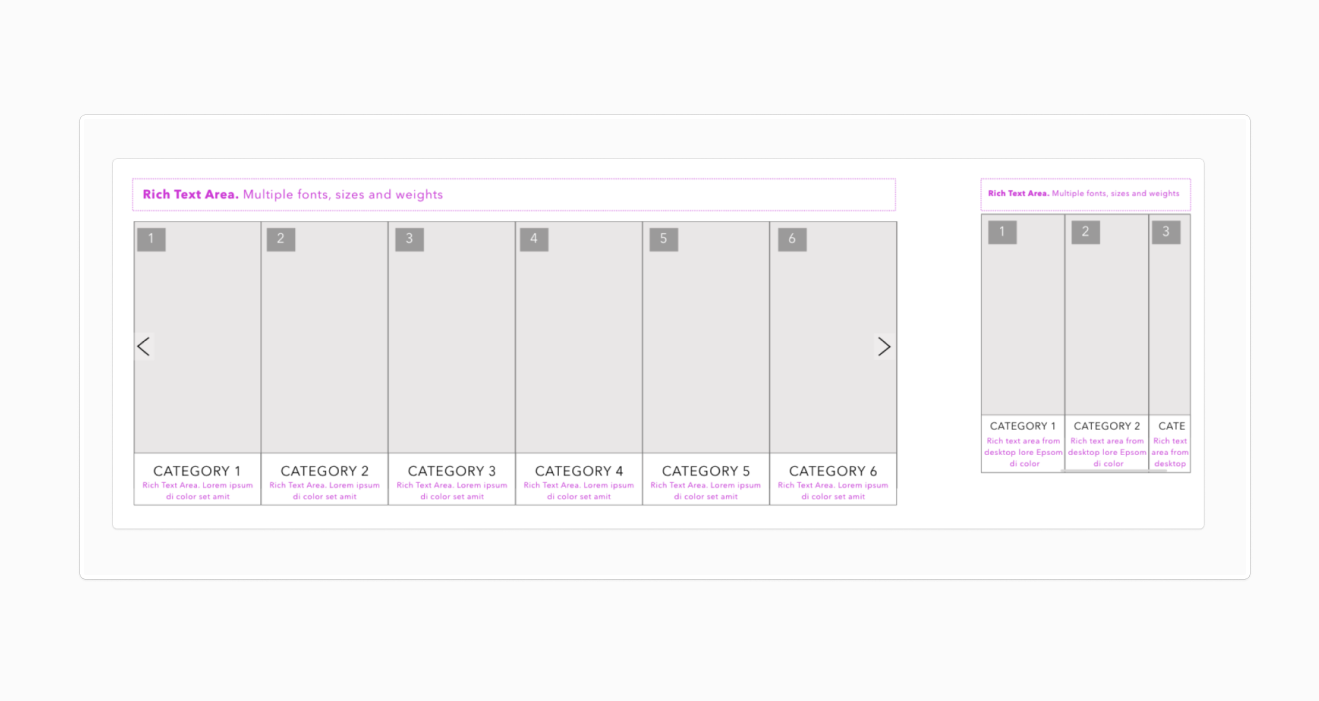 Rich Text Area. Multiple fonts, sizes and weights
1
2
3
4
5
6
CATEGORY 1
Rich Text Area. Lorem ipsum
di color set amit
CATEGORY 2
Rich Text Area. Lorem ipsum
di color set amit
CATEGORY 3
Rich Text Area. Lorem ipsum
di color set amit
CATEGORY 4
Rich Text Area. Lorem ipsum
di color set amit
CATEGORY 5
Rich Text Area. Lorem ipsum
di color set amit
CATEGORY 6
Rich Text Area. Lorem ipsum
di color set amit
Rich Text Area. Multiple fonts, sizes and weights
1
2
3
CATEGORY 1
Rich text area from
desktop lore Epsom
di color
CATEGORY 2
Rich text area from
desktop lore Epsom
di color
CATE
Rich text
area from
desktop